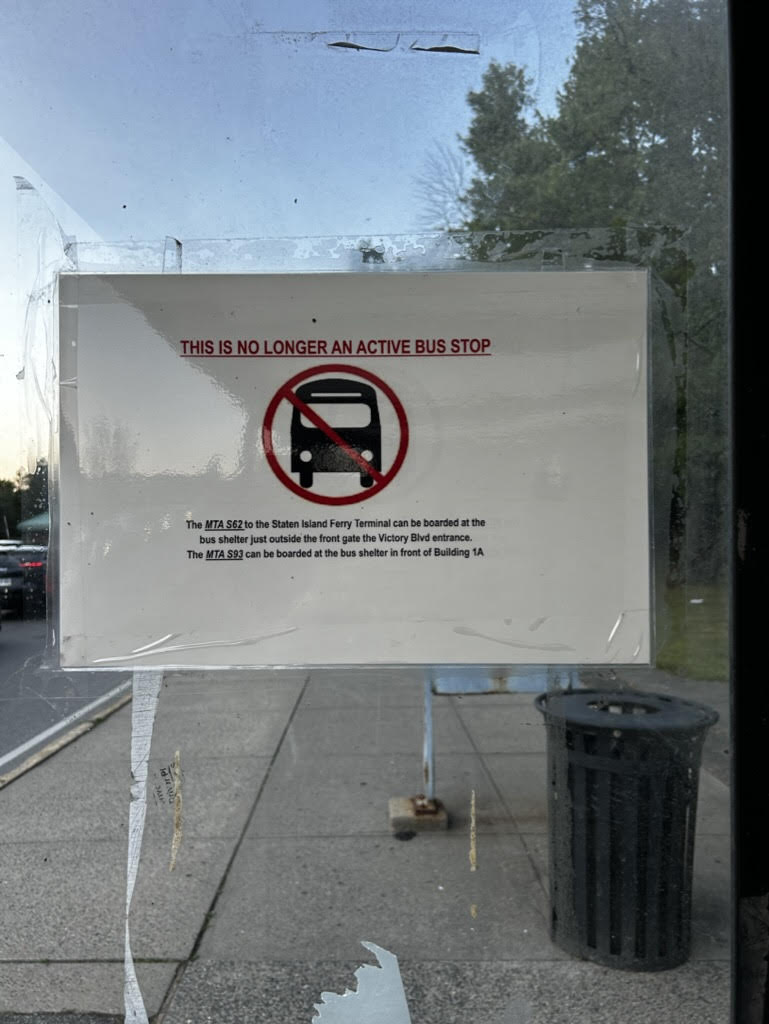 THIS IS NO LONGER AN ACTIVE BUS STOP
The MTA S62 to the Staten Island Ferry Terminal can be boarded at the
bus shelter just outside the front gate the Victory Blvd entrance.
The MTA S93 can be boarded at the bus shelter in front of Building 1A